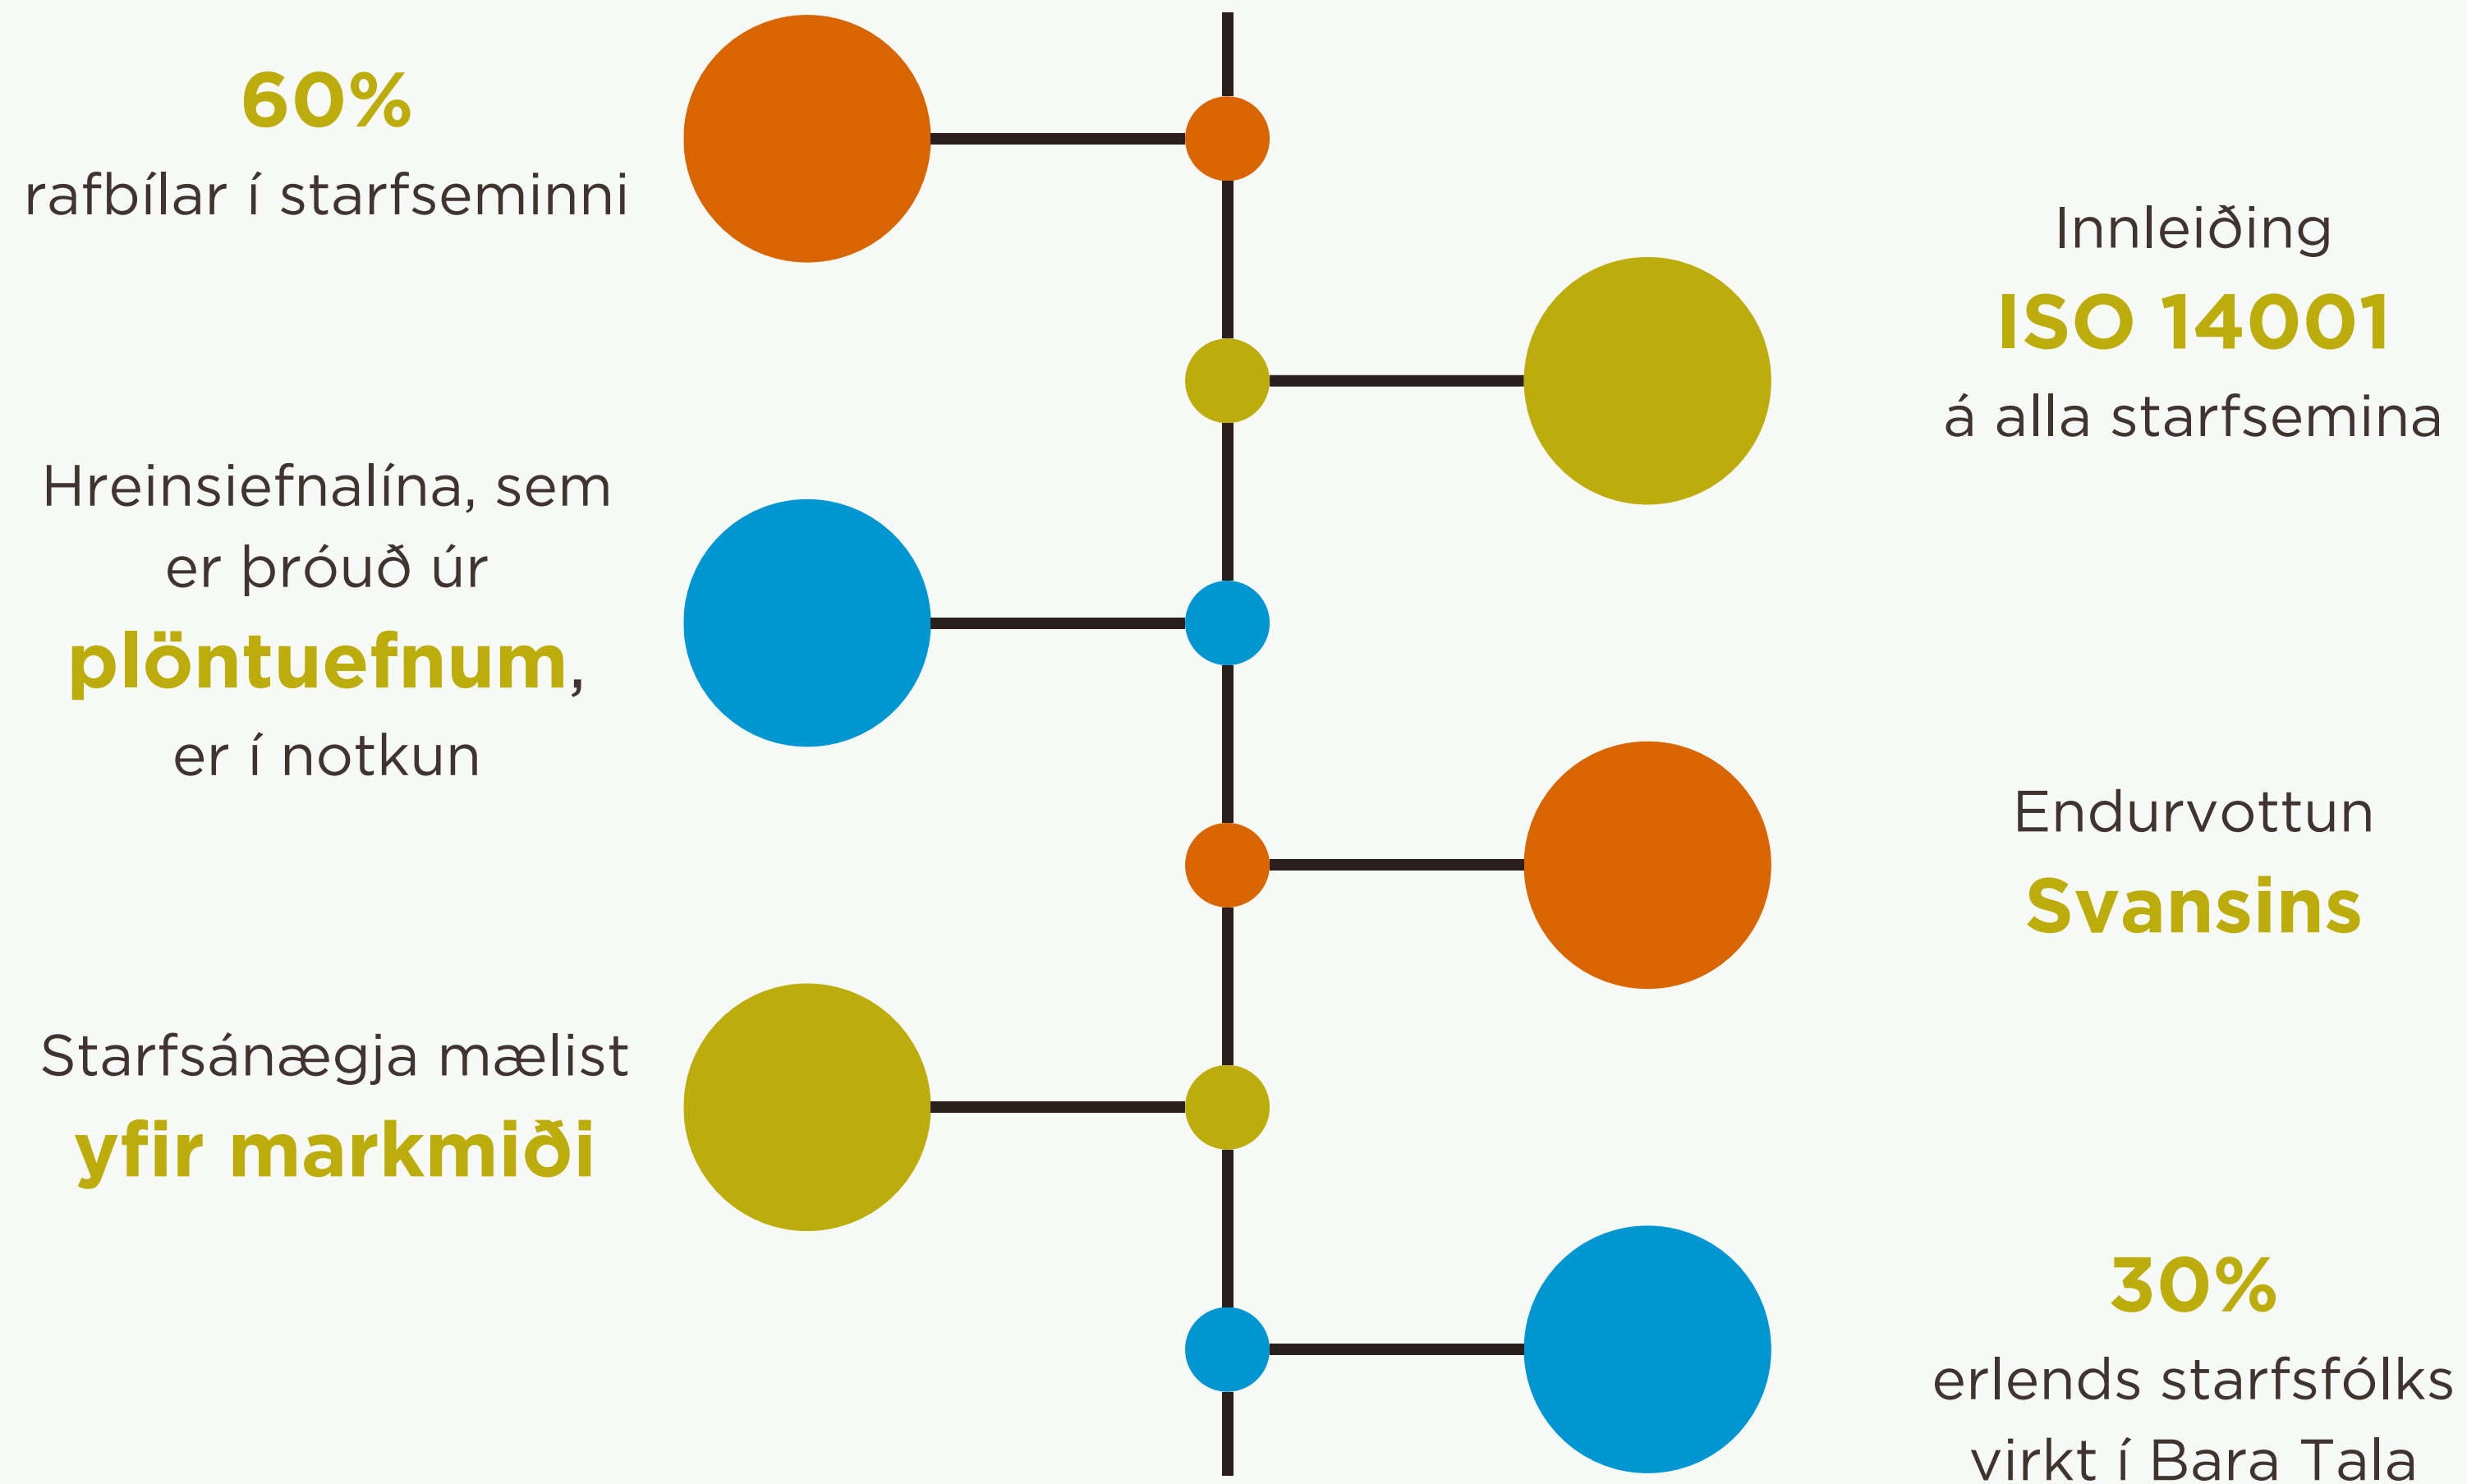 60%
rafbílar í starfseminni
Innleiðing
ISO 14001
á alla starfsemina
Hreinsiefnalína, sem
er þróuð úr
plöntuefnum,
er í notkun
Endurvottun
Svansins
Starfsánægja mælist
yfir markmiði
30%
erlends starfsfólks
virkt í Bara Tala